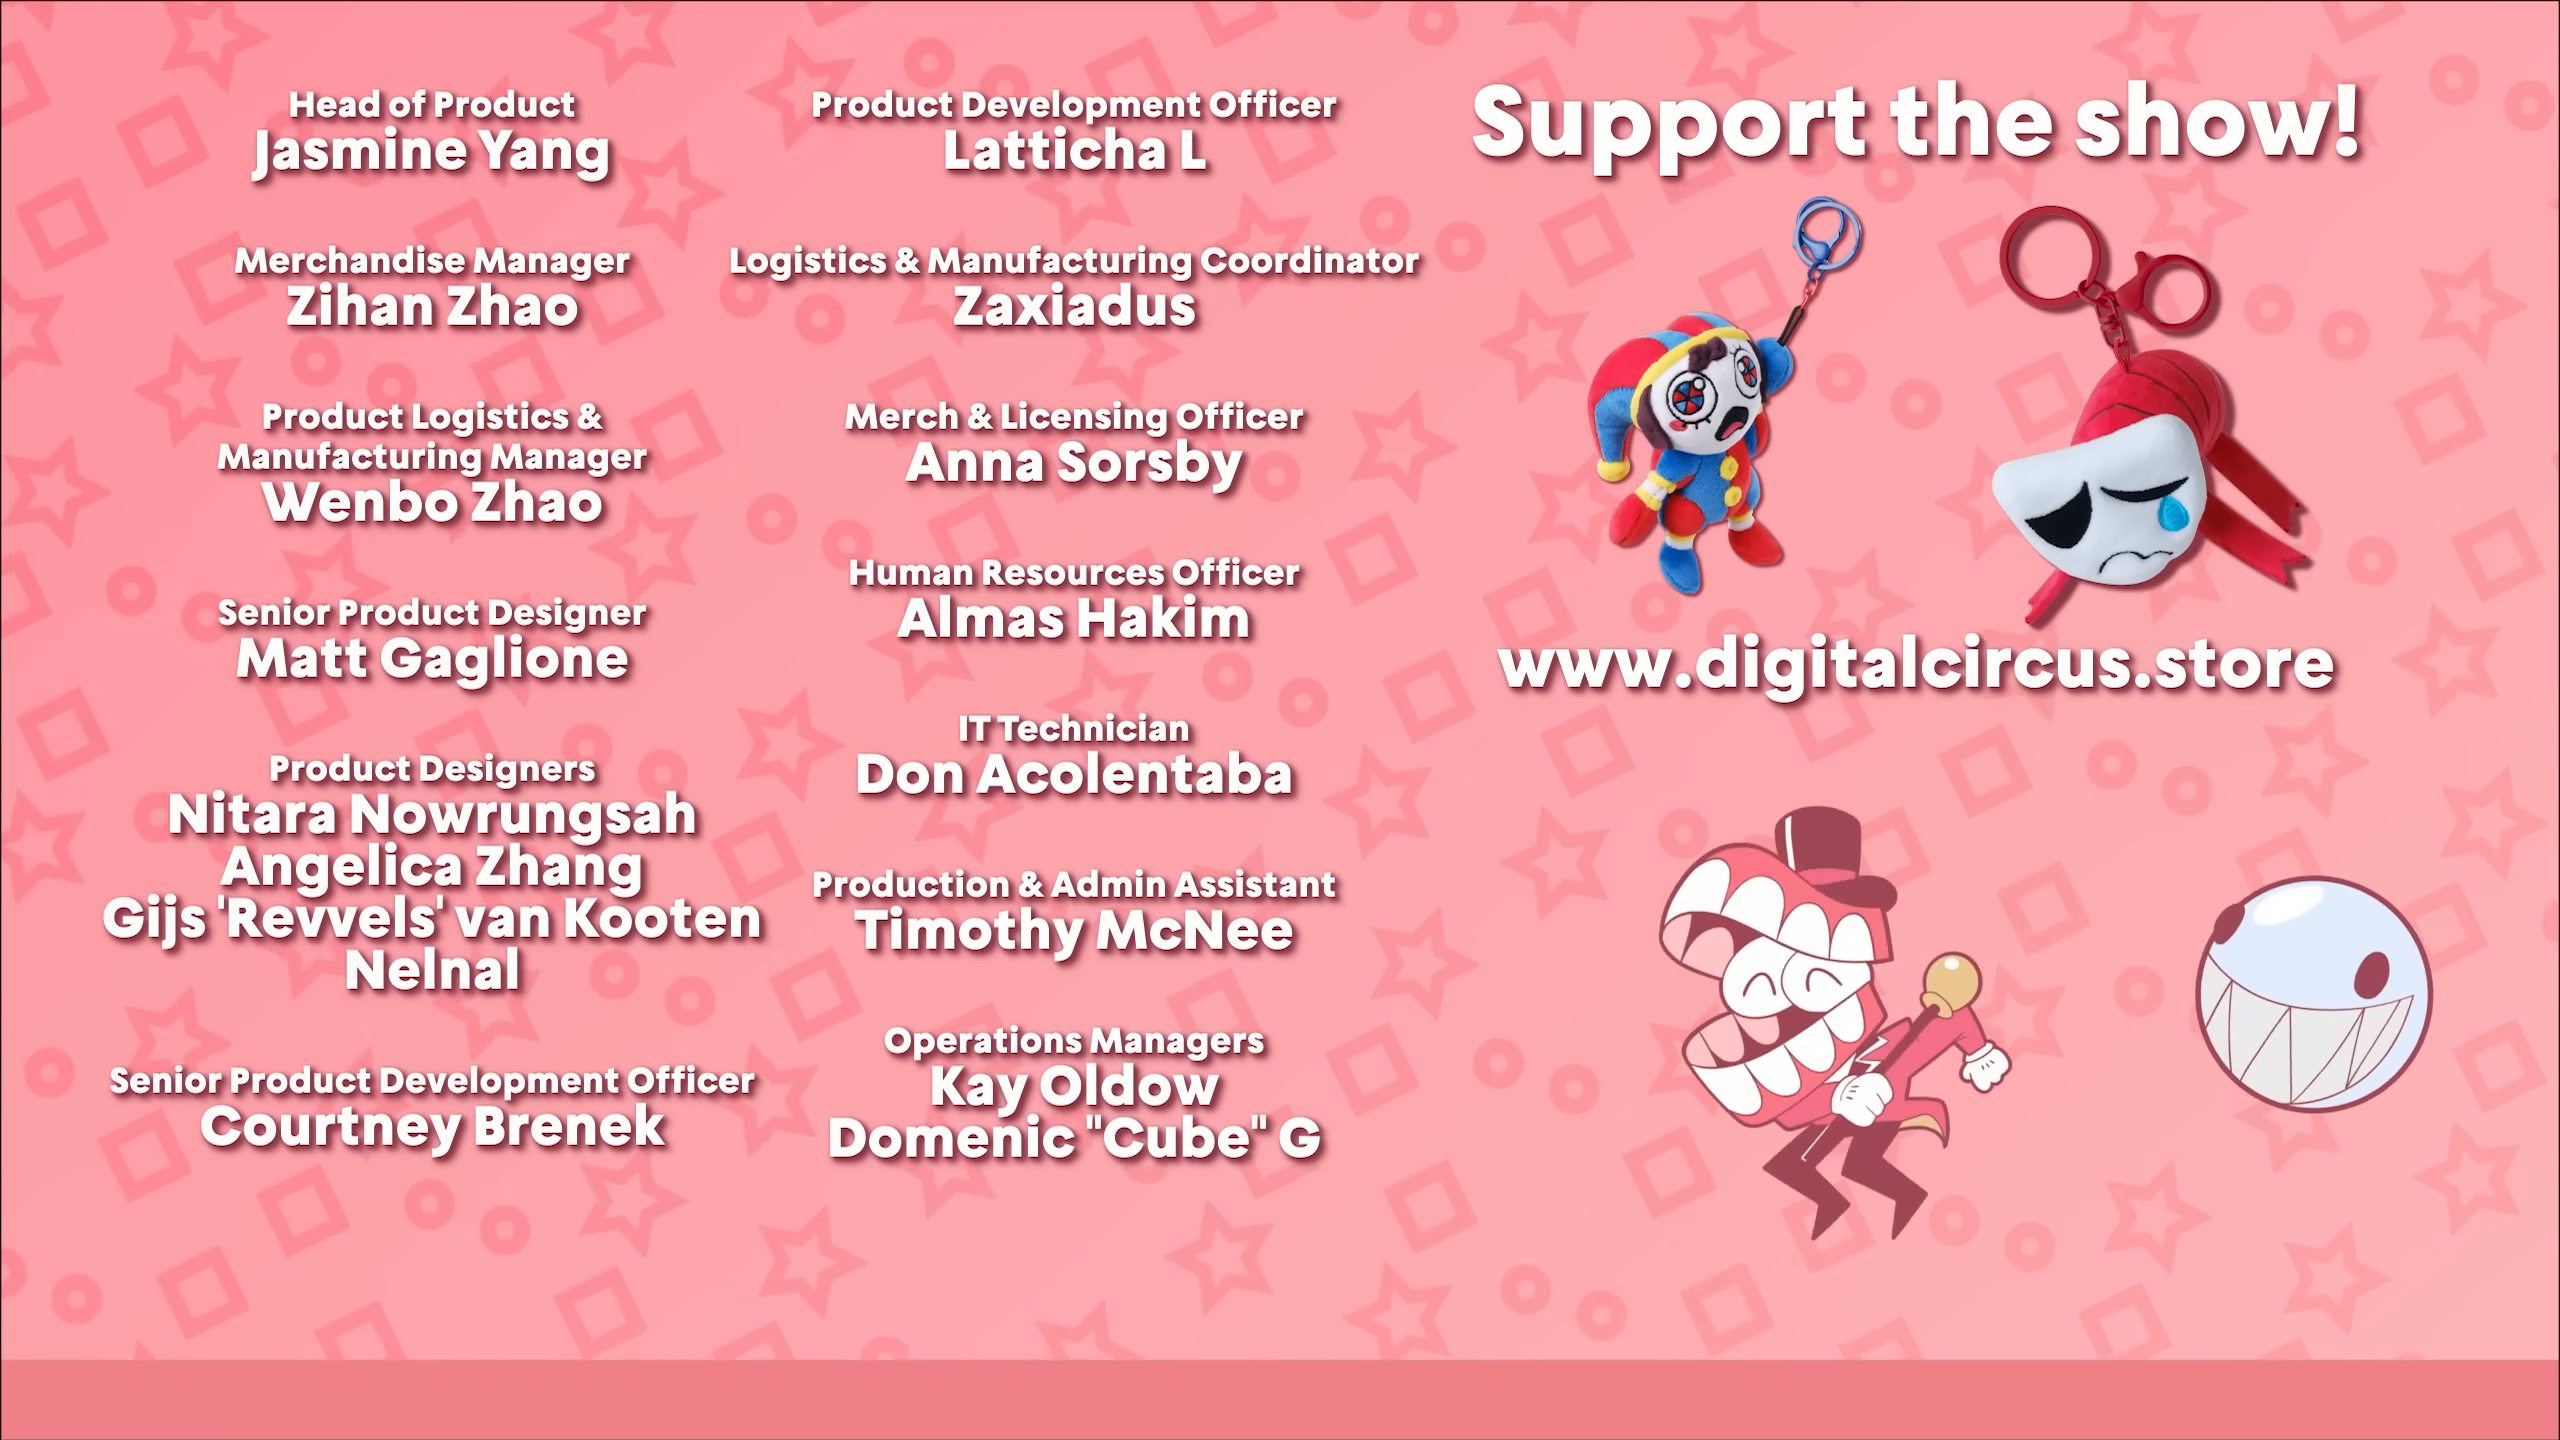 Head of Product
Jasmine Yang
Merchandise Manager
Zihan Zhao
Product Logistics &
Manufacturing Manager
Wenbo Zhao
Senior Product Designer
Matt Gaglione
Product Designers
Nitara Nowrungsah
Angelica Zhang
Gijs 'Revvels' van Kooten
Nelnal
Senior Product Development Officer
Courtney Brenek
Product Development Officer
Latticha L
Logistics & Manufacturing Coordinator
Zaxiadus
Merch & Licensing Officer
Anna Sorsby
Human Resources Officer
Almas Hakim
IT Technician
Don Acolentaba
Production & Admin Assistant
Timothy McNee
Operations Managers
Kay Oldow
Domenic "Cube" G
Support the show!
www.digitalcircus.store